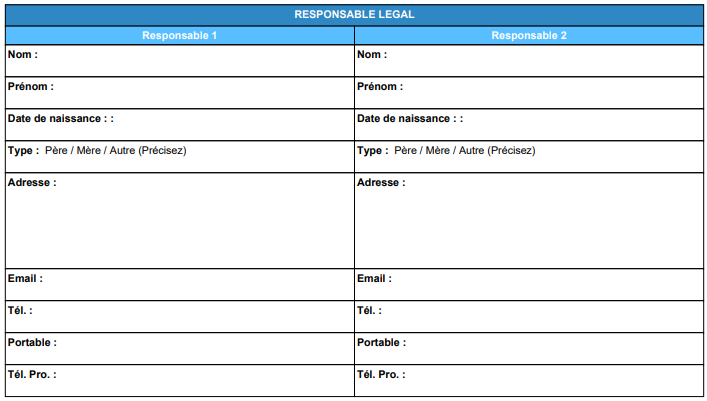 RESPONSABLE LEGAL
Responsable 1 Responsable 2
Nom : Nom :
Prénom : Prénom :
Date de naissance : : Date de naissance : :
Type : Père / Mère / Autre (Précisez) Type : Père / Mère / Autre (Précisez)
Adresse : Adresse :
Email : Email :
Tél. : Tél. :
Portable : Portable :
Tél. Pro. : Tél. Pro. :